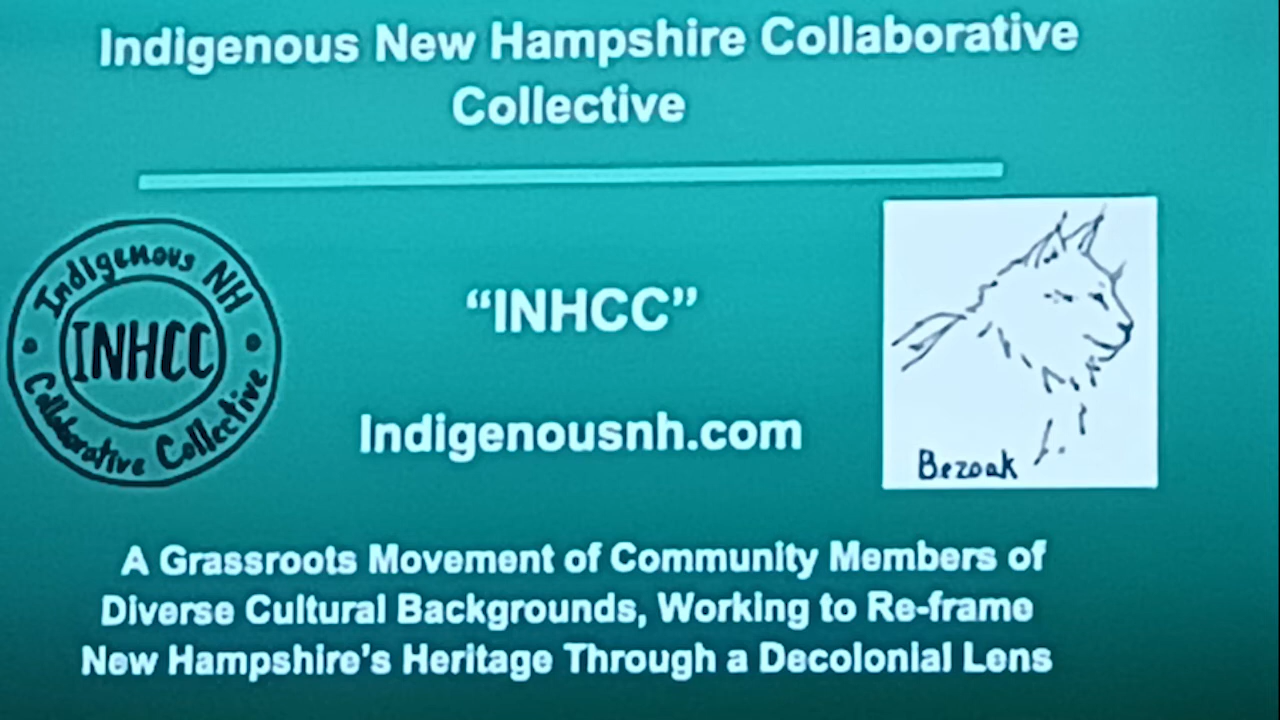 Indigenous New Hampshire Collaborative
Collective
Indigenous NH
INHCC
Collaborative Collective
“INHCC”
Indigenousnh.com
Bezoak
A Grassroots Movement of Community Members of
Diverse Cultural Backgrounds, Working to Re-frame
New Hampshire’s Heritage Through a Decolonial Lens